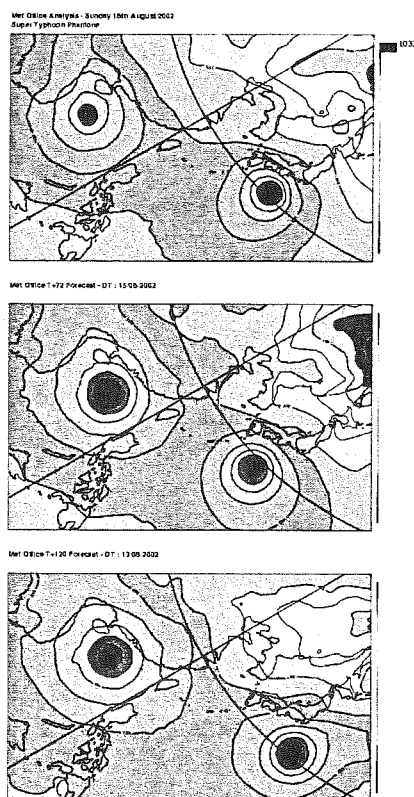 Met Office Analysis - Sunday 18th August 2002
Super Typhoon Phanfone
Met Office T+72 Forecast - DT : 15-08-2002
Met Office T+120 Forecast - DT : 13-08-2002